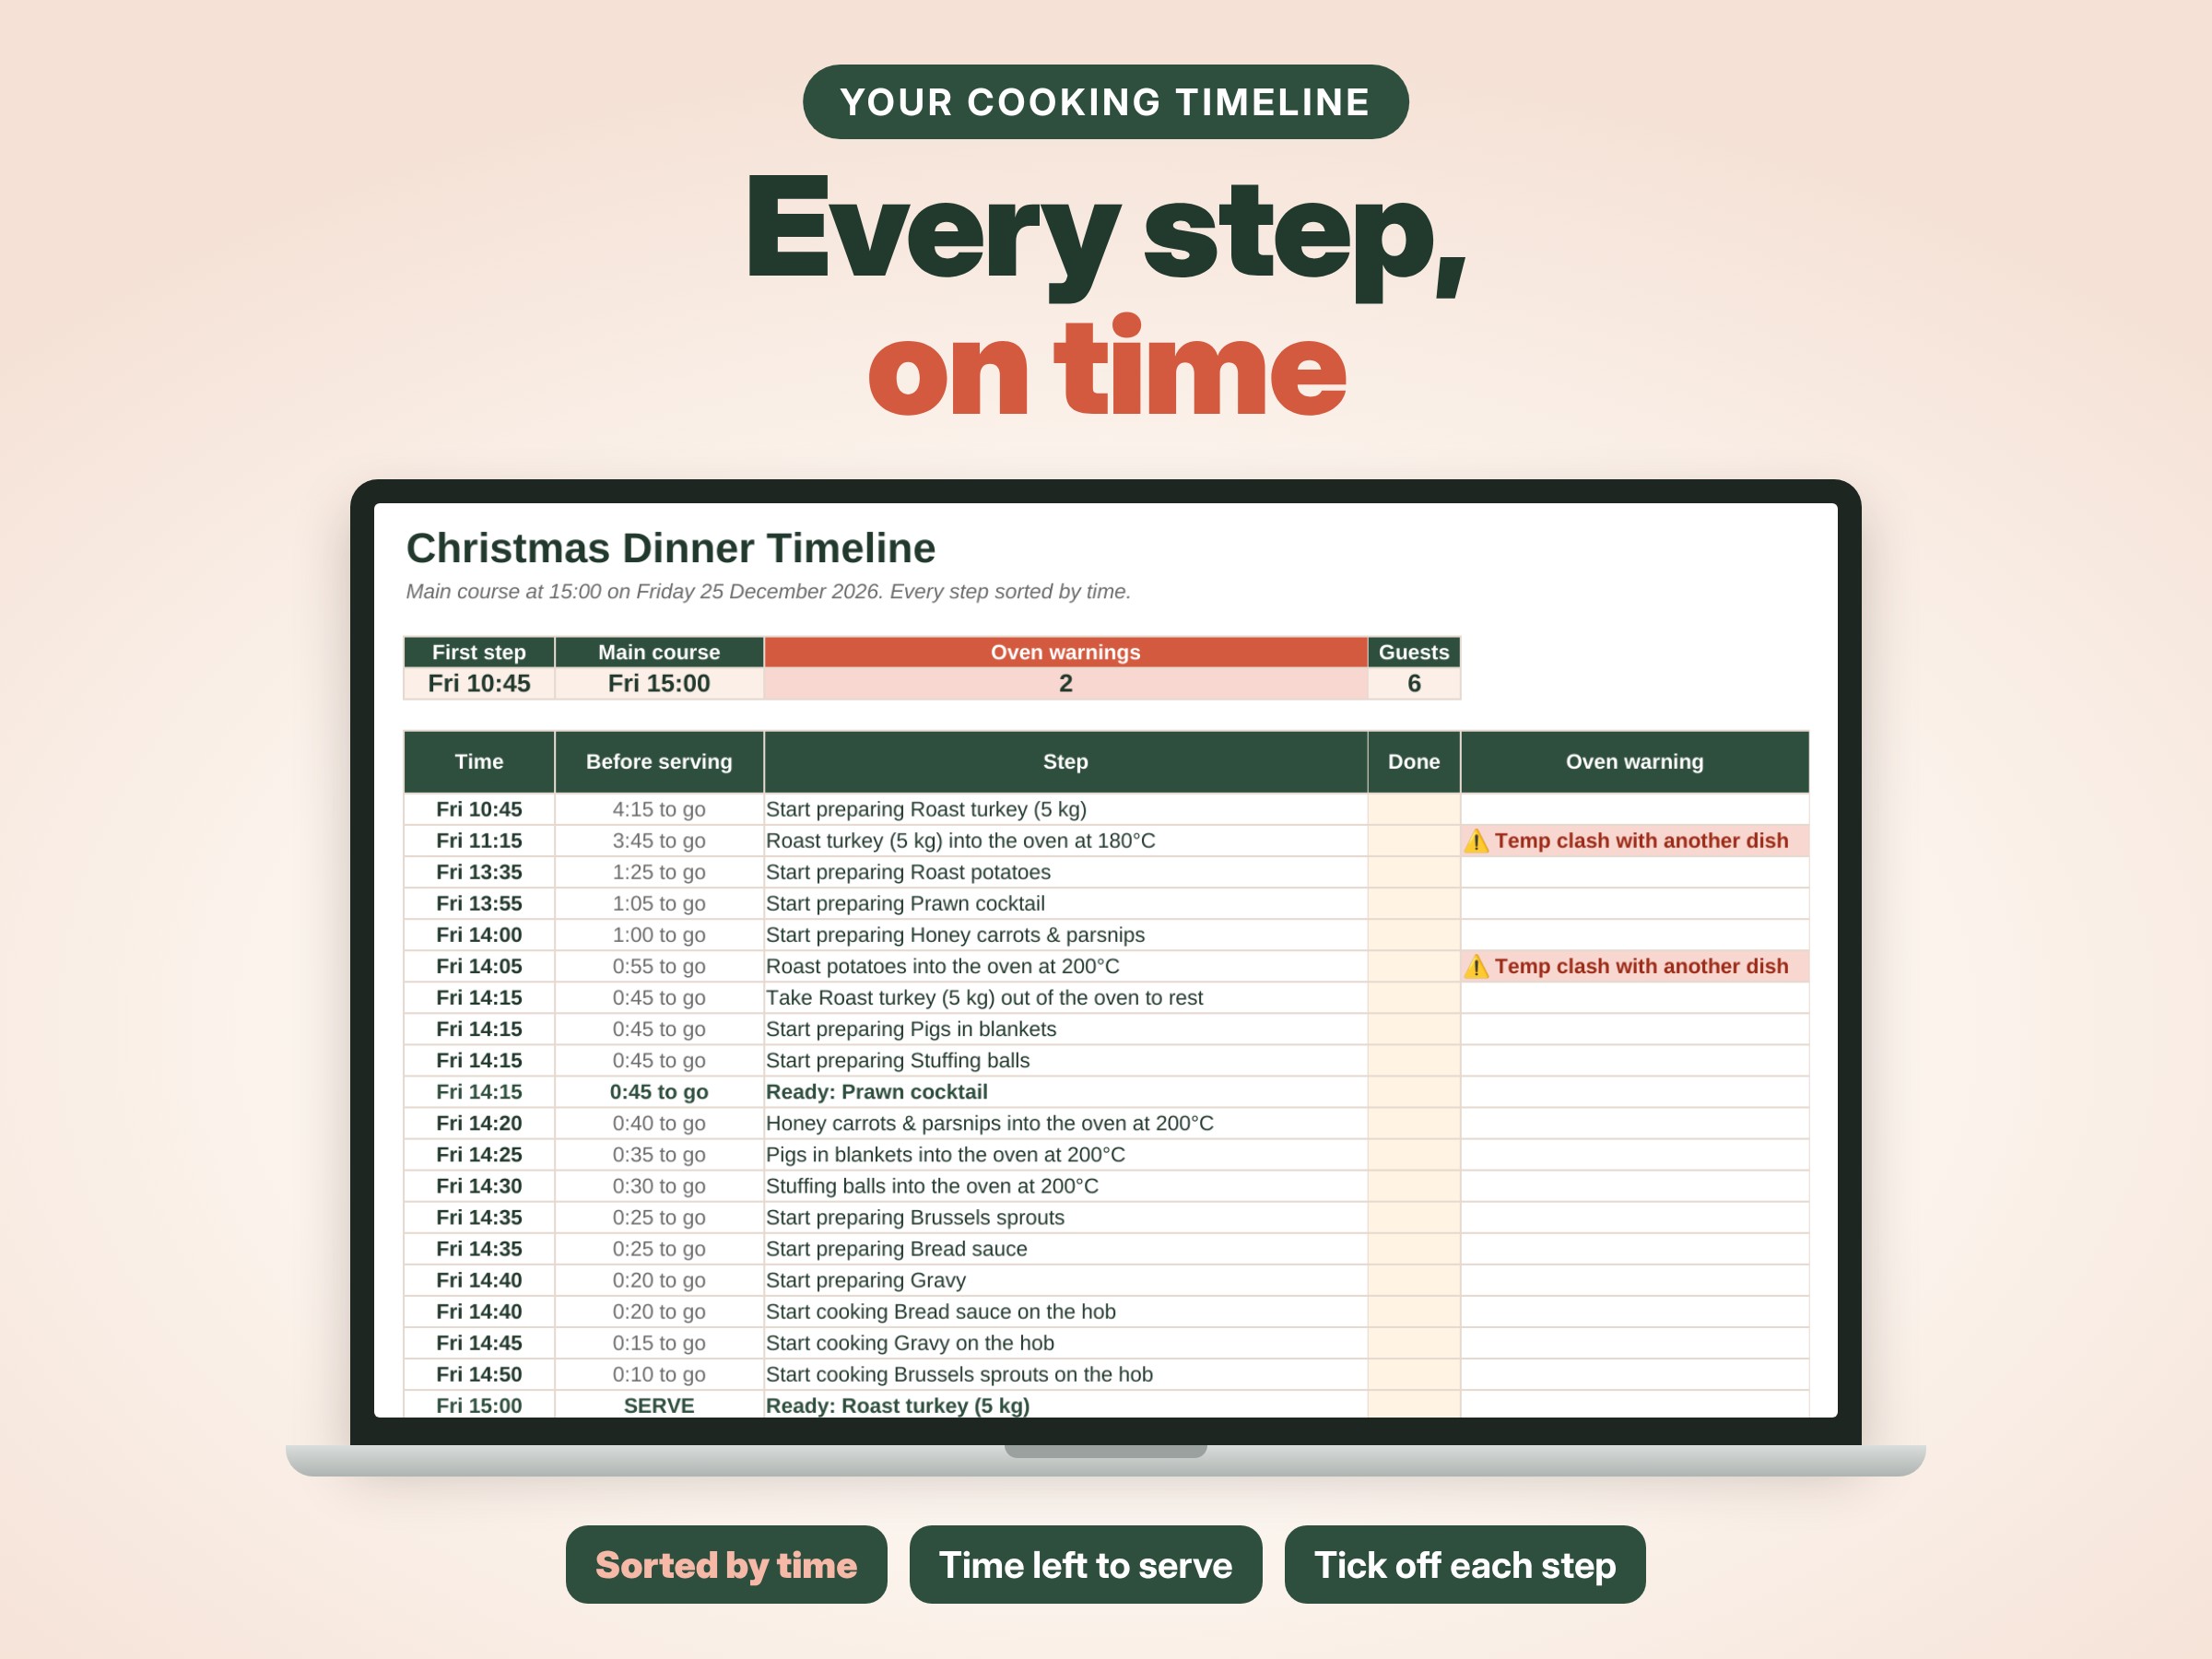 YOUR COOKING TIMELINE
Every step,
on time
Christmas Dinner Timeline
Main course at 15:00 on Friday 25 December 2026. Every step sorted by time.
First step Main course Oven warnings Guests
Fri 10:45 Fri 15:00 2 6
Time Before serving Step Done Oven warning
Fri 10:45 4:15 to go Start preparing Roast turkey (5 kg)
Fri 11:15 3:45 to go Roast turkey (5 kg) into the oven at 180°C ⚠️ Temp clash with another dish
Fri 13:35 1:25 to go Start preparing Roast potatoes
Fri 13:55 1:05 to go Start preparing Prawn cocktail
Fri 14:00 1:00 to go Start preparing Honey carrots & parsnips
Fri 14:05 0:55 to go Roast potatoes into the oven at 200°C ⚠️ Temp clash with another dish
Fri 14:15 0:45 to go Take Roast turkey (5 kg) out of the oven to rest
Fri 14:15 0:45 to go Start preparing Pigs in blankets
Fri 14:15 0:45 to go Start preparing Stuffing balls
Fri 14:15 0:45 to go Ready: Prawn cocktail
Fri 14:20 0:40 to go Honey carrots & parsnips into the oven at 200°C
Fri 14:25 0:35 to go Pigs in blankets into the oven at 200°C
Fri 14:30 0:30 to go Stuffing balls into the oven at 200°C
Fri 14:35 0:25 to go Start preparing Brussels sprouts
Fri 14:35 0:25 to go Start preparing Bread sauce
Fri 14:40 0:20 to go Start preparing Gravy
Fri 14:40 0:20 to go Start cooking Bread sauce on the hob
Fri 14:45 0:15 to go Start cooking Gravy on the hob
Fri 14:50 0:10 to go Start cooking Brussels sprouts on the hob
Fri 15:00 SERVE Ready: Roast turkey (5 kg)
Sorted by time
Time left to serve
Tick off each step